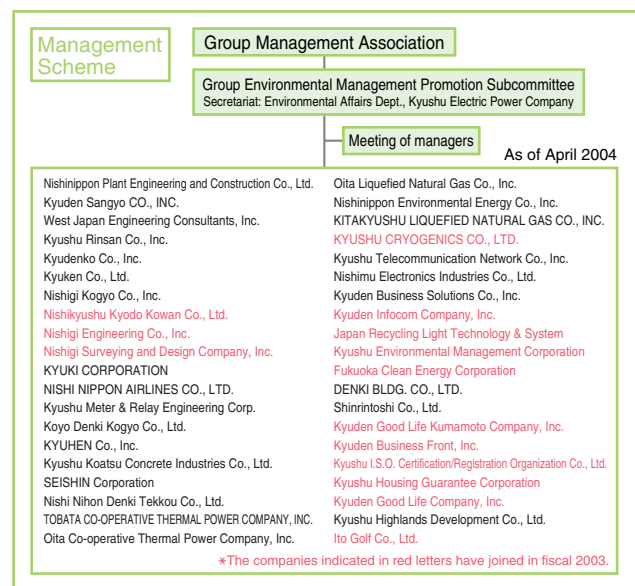 Management
Scheme
Group Management Association
Group Environmental Management Promotion Subcommittee
Secretariat: Environmental Affairs Dept., Kyushu Electric Power Company
Meeting of managers
As of April 2004
Nishinippon Plant Engineering and Construction Co., Ltd.
Kyuden Sangyo CO, INC.
West Japan Engineering Consultants, Inc.
Kyushu Rinsan Co., Inc.
Kyudenko Co., Inc.
Kyuken Co., Ltd.
Nishigi Kogyo Co., Inc.
Nishikyushu Kyodo Kowan Co., Ltd.
Nishigi Engineering Co., Inc.
Nishigi Surveying and Design Company, Inc.
KYUKI CORPORATION
NISHI NIPPON AIRLINES CO., LTD.
Kyushu Meter & Relay Engineering Corp.
Koyo Denki Kogyo Co., Ltd.
KYUHEN Co., Inc.
Kyushu Koatsu Concrete Industries Co., Ltd.
SEISHIN Corporation
Nishi Nihon Denki Tekkou Co., Ltd.
TOBATA CO-OPERATIVE THERMAL POWER COMPANY, INC.
Oita Co-operative Thermal Power Company, Inc.
Oita Liquefied Natural Gas Co., Inc.
Nishinippon Environmental Energy Co., Inc.
KITAKYUSHU LIQUEFIED NATURAL GAS CO., INC.
KYUSHU CRYOGENICS CO., LTD.
Kyushu Telecommunication Network Co., Inc.
Nishimu Electronics Industries Co., Ltd.
Kyuden Business Solutions Co., Inc.
Kyuden Infocom Company, Inc.
Japan Recycling Light Technology & System
Kyushu Environmental Management Corporation
Fukuoka Clean Energy Corporation
DENKI BLDG. CO., LTD.
Shinrintoshi Co., Ltd.
Kyuden Good Life Kumamoto Company, Inc.
Kyuden Business Front, Inc.
Kyushu I.S.O. Certification/Registration Organization Co., Ltd.
Kyushu Housing Guarantee Corporation
Kyuden Good Life Company, Inc.
Kyushu Highlands Development Co., Ltd.
Ito Golf Co., Ltd.
*The companies indicated in red letters have joined in fiscal 2003.